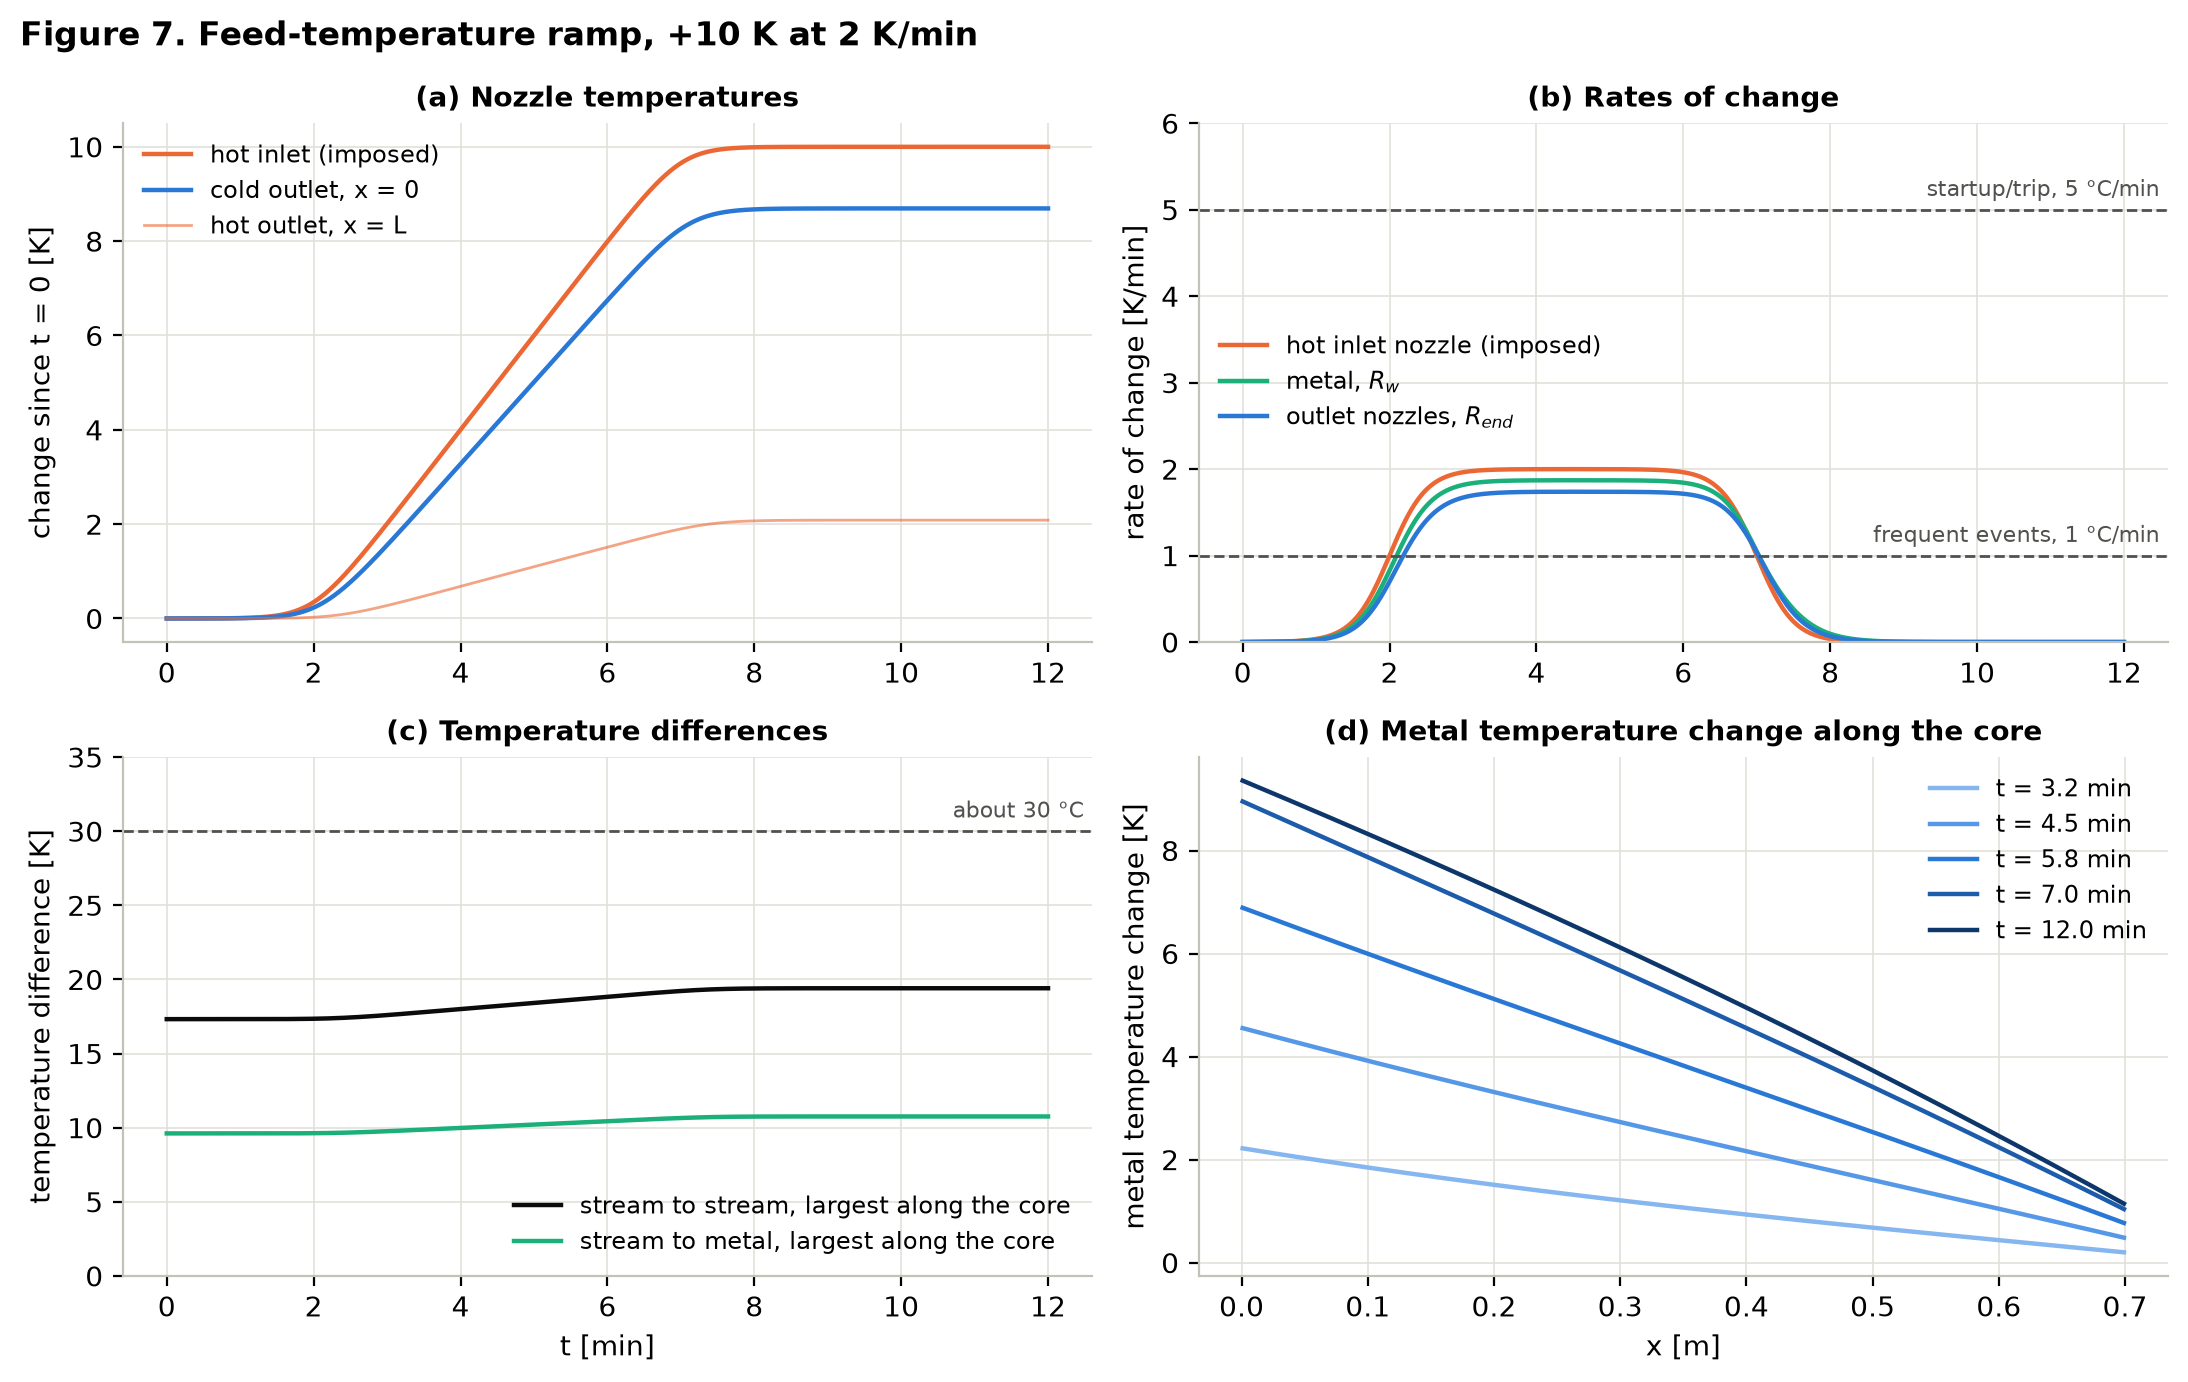 Figure 7. Feed-temperature ramp, +10 K at 2 K/min
(a) Nozzle temperatures
change since t = 0 [K]
10
8
6
4
2
0
hot inlet (imposed)
cold outlet, x = 0
hot outlet, x = L
0 2 4 6 8 10 12
(b) Rates of change
rate of change [K/min]
6
5
4
3
2
1
0
startup/trip, 5 °C/min
hot inlet nozzle (imposed)
metal, R_w
outlet nozzles, R_end
frequent events, 1 °C/min
0 2 4 6 8 10 12
(c) Temperature differences
temperature difference [K]
35
30
25
20
15
10
5
0
about 30 °C
stream to stream, largest along the core
stream to metal, largest along the core
0 2 4 6 8 10 12
t [min]
(d) Metal temperature change along the core
metal temperature change [K]
8
6
4
2
0
t = 3.2 min
t = 4.5 min
t = 5.8 min
t = 7.0 min
t = 12.0 min
0.0 0.1 0.2 0.3 0.4 0.5 0.6 0.7
x [m]